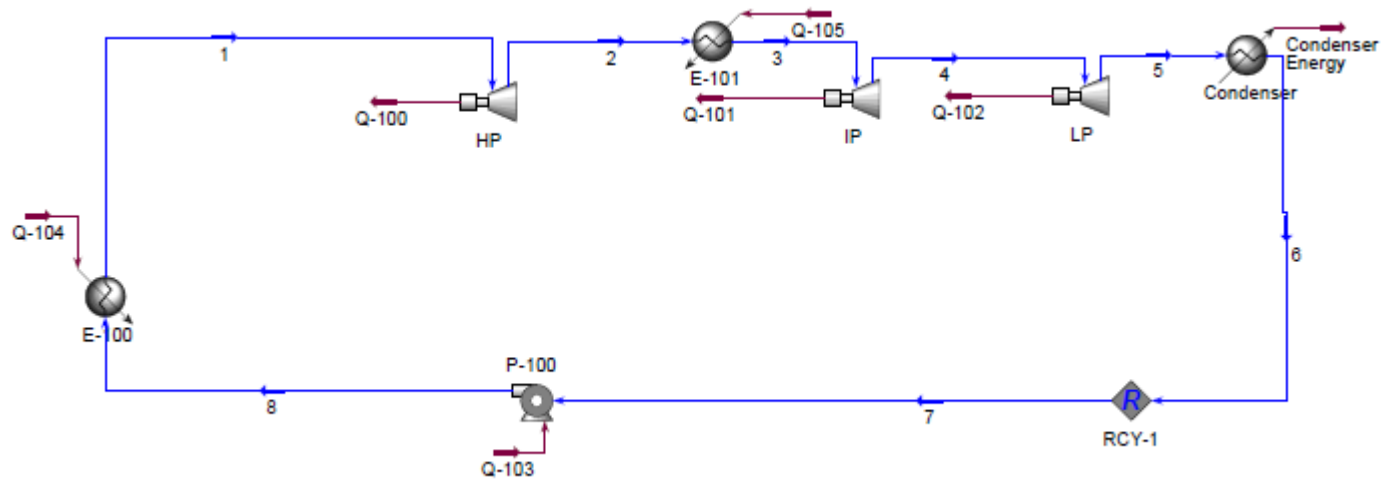 1
2
Q-105
3
E-101
4
5
Condenser
Energy
Condenser
Q-100
HP
Q-101
IP
Q-102
LP
Q-104
6
E-100
P-100
8
7
R
RCY-1
Q-103